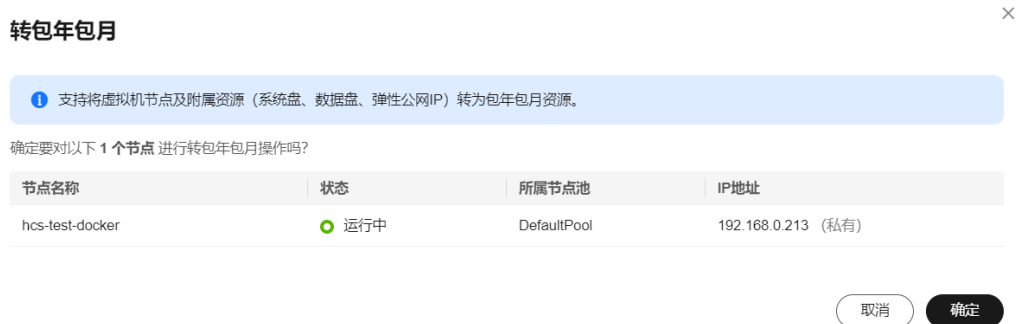 转包年包月
支持将虚拟机节点及附属资源（系统盘、数据盘、弹性公网IP）转为包年包月资源。
确定要对以下 1 个节点 进行转包年包月操作吗?
节点名称 状态 所属节点池 IP地址
hcs-test-docker 运行中 DefaultPool 192.168.0.213 （私有）
取消 确定